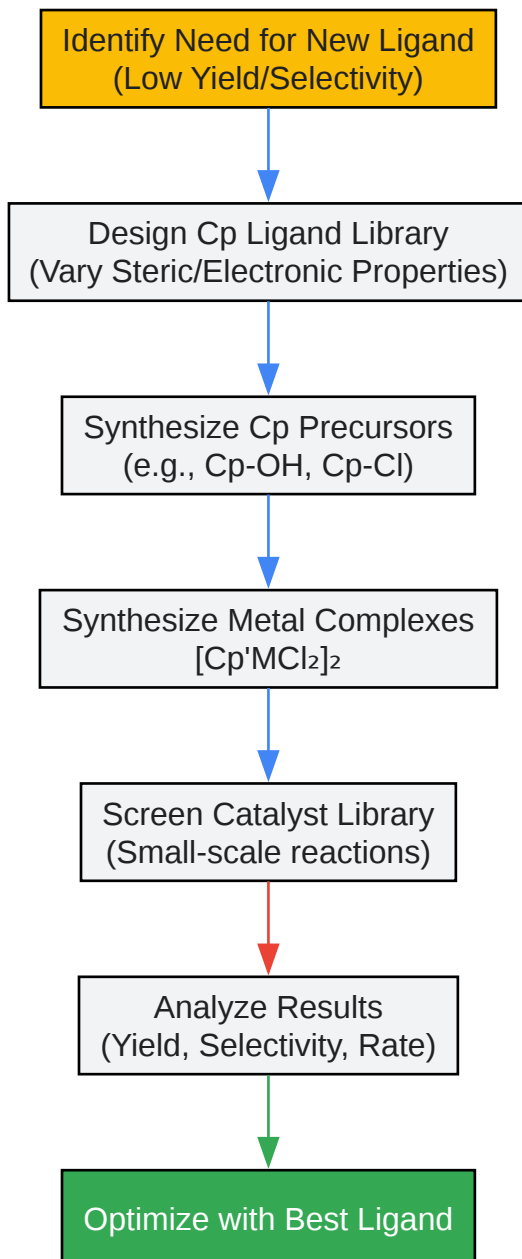 Identify Need for New Ligand
(Low Yield/Selectivity)
Design Cp Ligand Library
(Vary Steric/Electronic Properties)
Synthesize Cp Precursors
(e.g., Cp-OH, Cp-Cl)
Synthesize Metal Complexes
[Cp'MCl₂]₂
Screen Catalyst Library
(Small-scale reactions)
Analyze Results
(Yield, Selectivity, Rate)
Optimize with Best Ligand